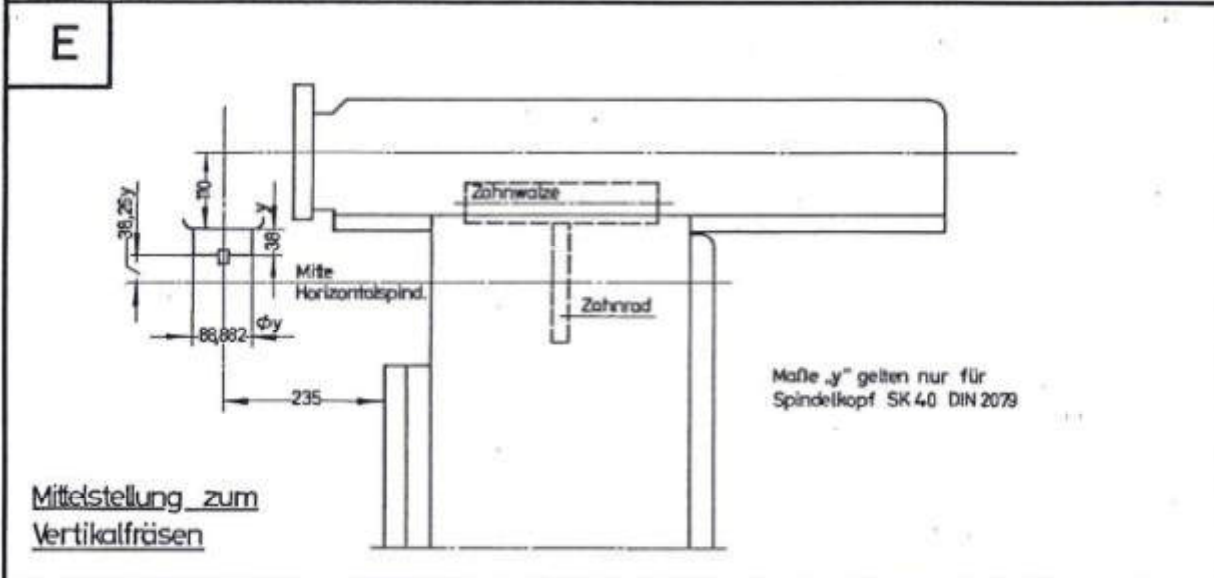 E
110
38,25y
y
38
Zahnwalze
Mitte
Horizontalspind.
Zahnrad
88,882
Φy
235
Maße „y" gelten nur für
Spindelkopf SK 40 DIN 2079
Mittelstellung zum
Vertikalfräsen